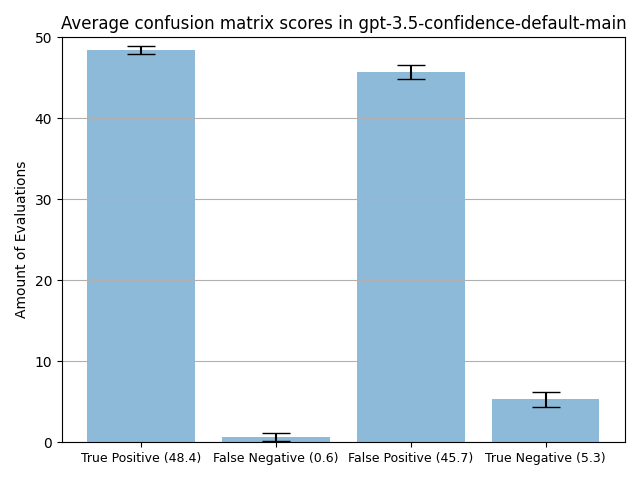 Average confusion matrix scores in gpt-3.5-confidence-default-main
50
40
30
20
10
0
Amount of Evaluations
True Positive (48.4) False Negative (0.6) False Positive (45.7) True Negative (5.3)